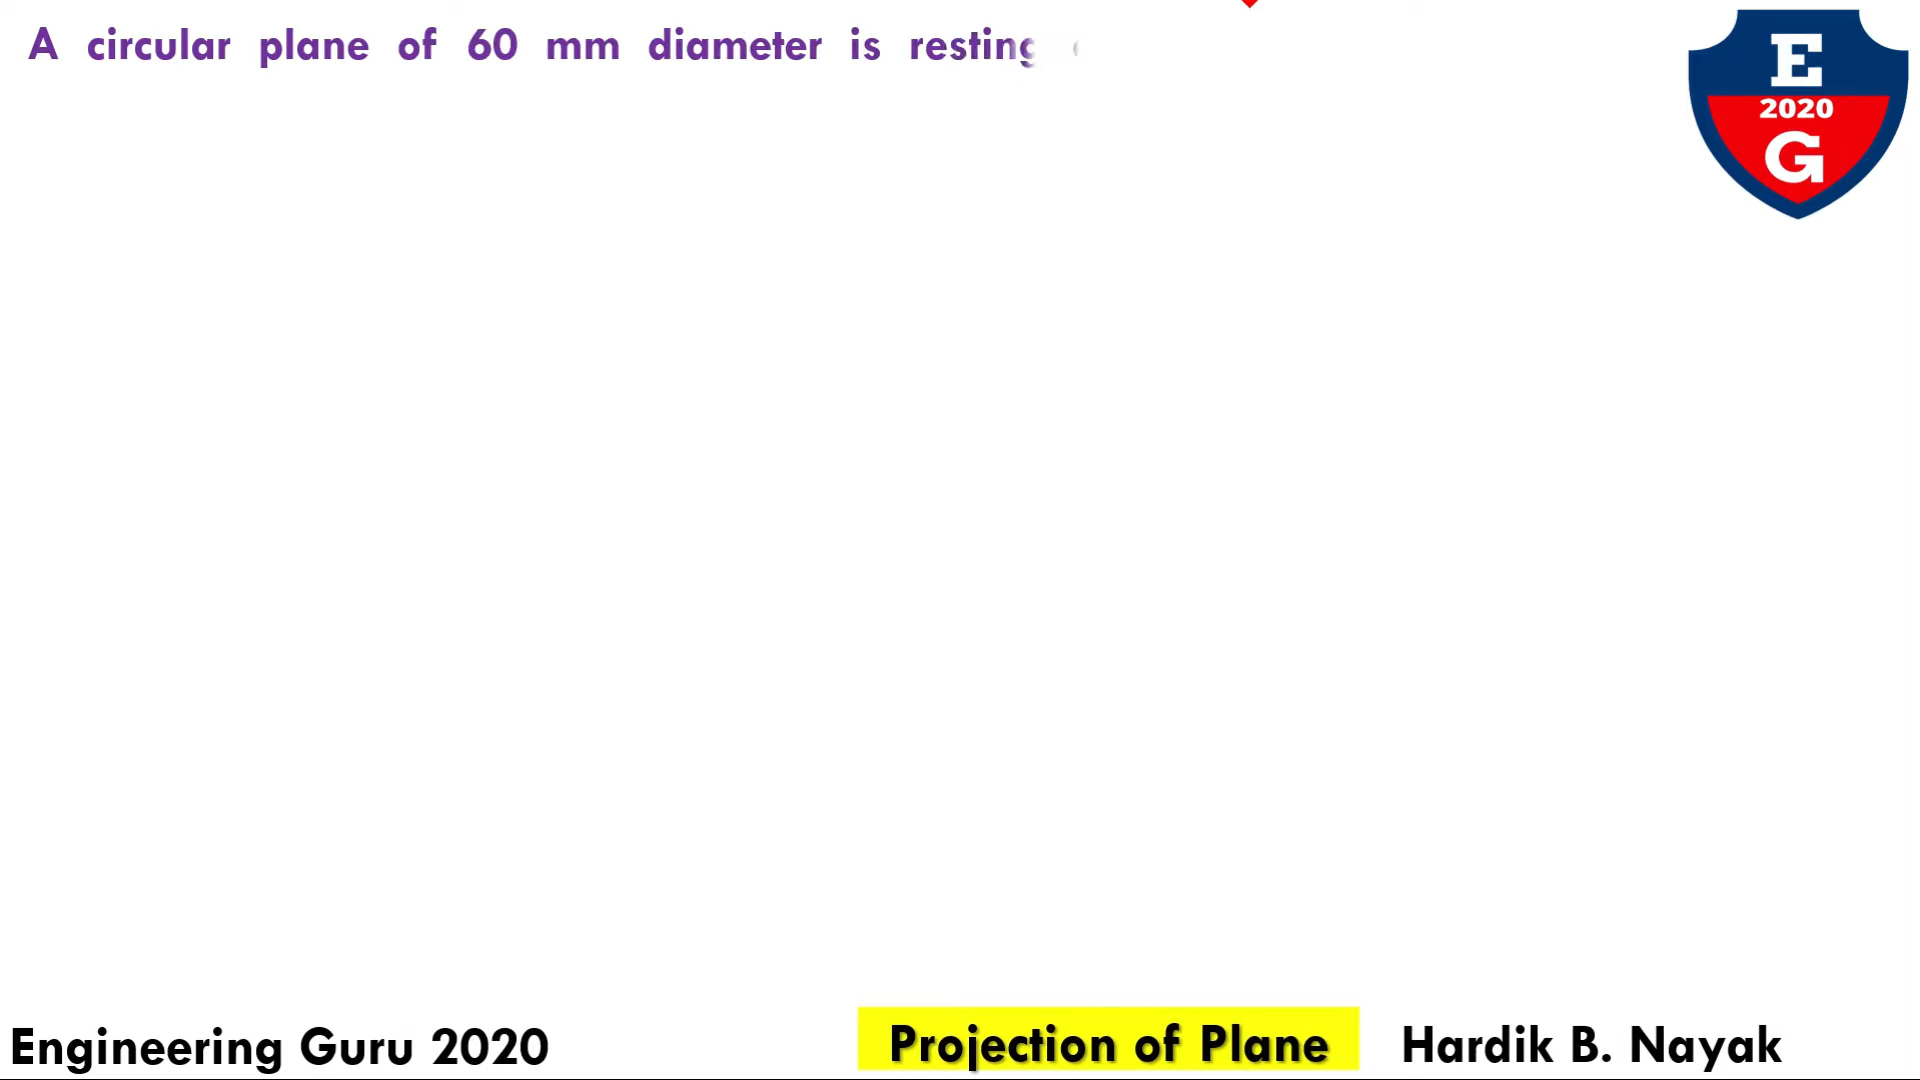 A circular plane of 60 mm diameter is resting
E
2020
G
Engineering Guru 2020
Projection of Plane
Hardik B. Nayak